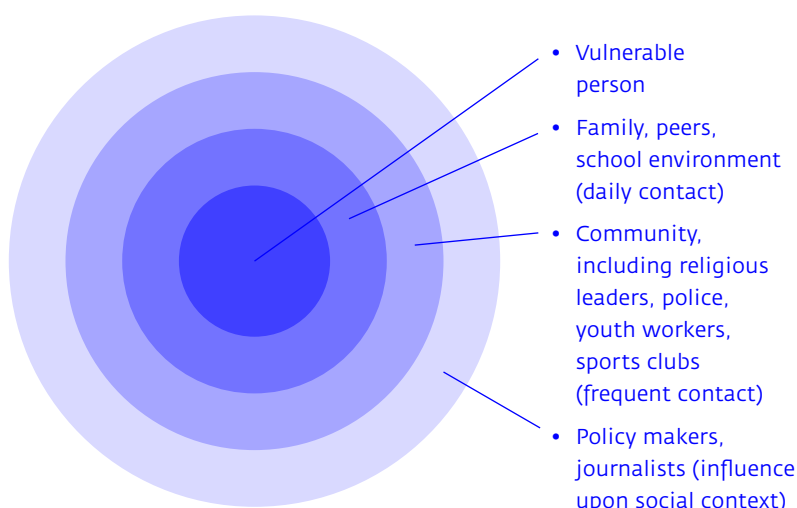 • Vulnerable
person
• Family, peers,
school environment
(daily contact)
• Community,
including religious
leaders, police,
youth workers,
sports clubs
(frequent contact)
• Policy makers,
journalists (influence
upon social context)